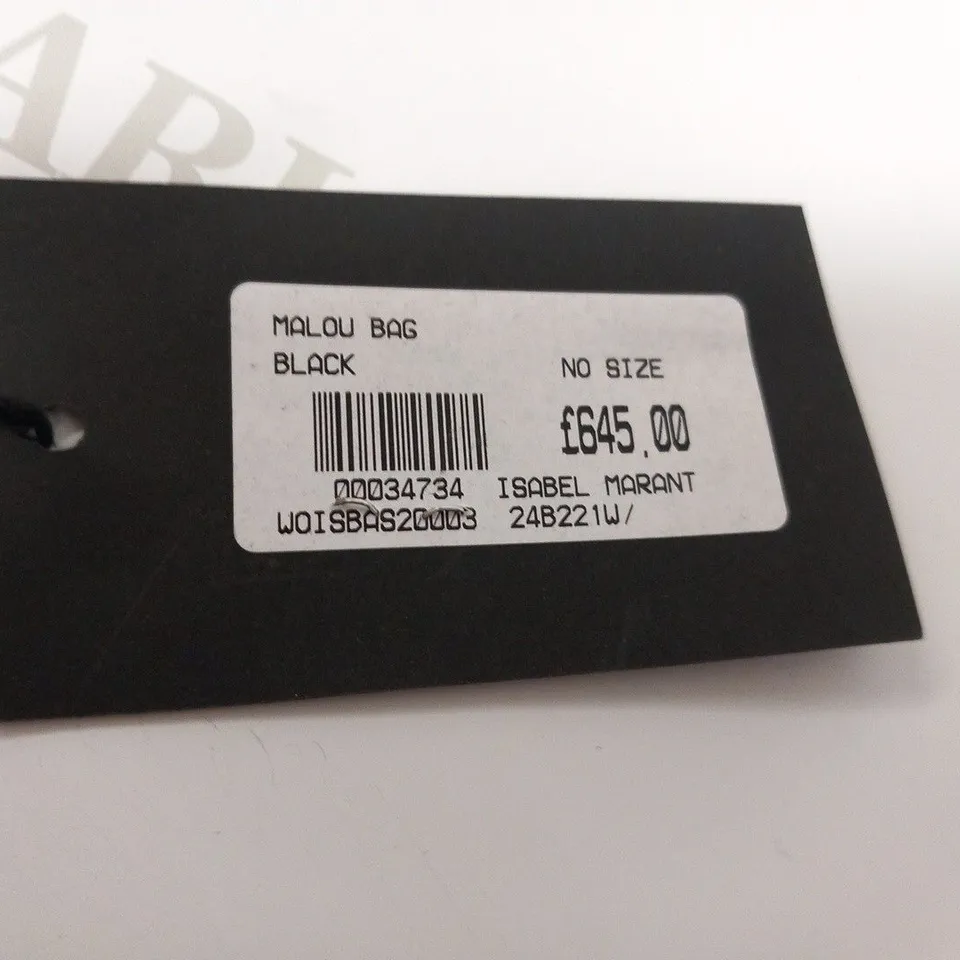 MALOU BAG
BLACK NO SIZE
£645.00
00034734 ISABEL MARANT
WOISBAS20003 24B221W/